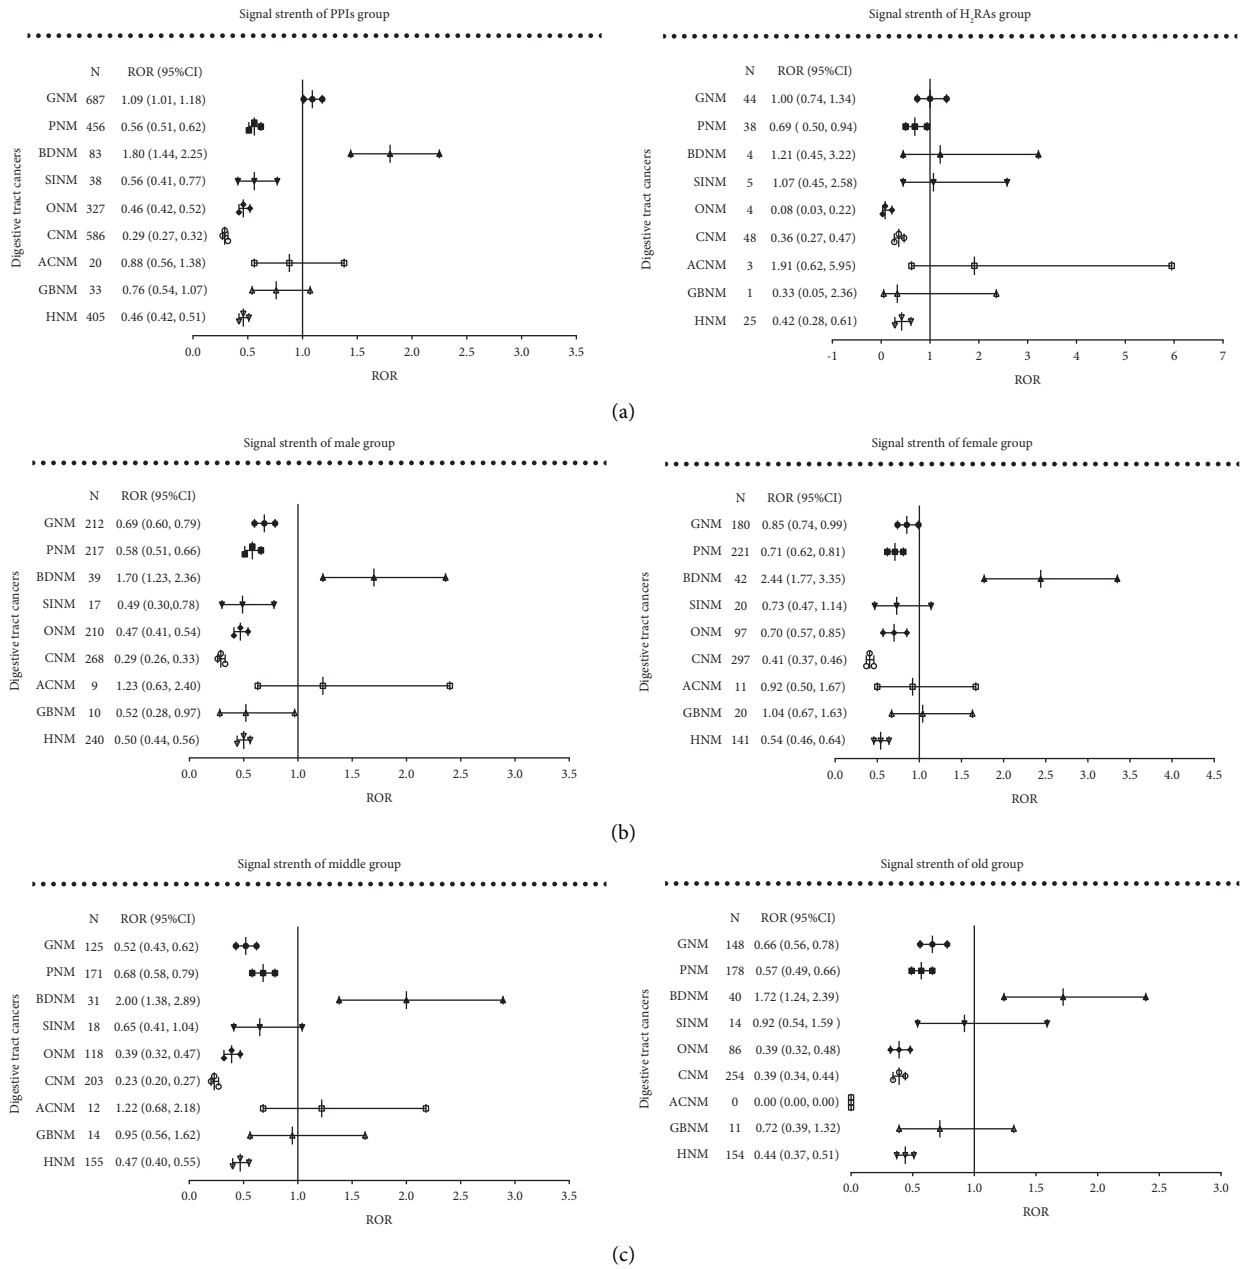 Signal strenth of PPIs group
N ROR (95%CI)
Digestive tract cancers
GNM 687 1.09 (1.01, 1.18)
PNM 456 0.56 (0.51, 0.62)
BDNM 83 1.80 (1.44, 2.25)
SINM 38 0.56 (0.41, 0.77)
ONM 327 0.46 (0.42, 0.52)
CNM 586 0.29 (0.27, 0.32)
ACNM 20 0.88 (0.56, 1.38)
GBNM 33 0.76 (0.54, 1.07)
HNM 405 0.46 (0.42, 0.51)
0.0 0.5 1.0 1.5 2.0 2.5 3.0 3.5
ROR
Signal strenth of H2RAs group
N ROR (95%CI)
Digestive tract cancers
GNM 44 1.00 (0.74, 1.34)
PNM 38 0.69 ( 0.50, 0.94)
BDNM 4 1.21 (0.45, 3.22)
SINM 5 1.07 (0.45, 2.58)
ONM 4 0.08 (0.03, 0.22)
CNM 48 0.36 (0.27, 0.47)
ACNM 3 1.91 (0.62, 5.95)
GBNM 1 0.33 (0.05, 2.36)
HNM 25 0.42 (0.28, 0.61)
-1 0 1 2 3 4 5 6 7
ROR
(a)
Signal strenth of male group
N ROR (95%CI)
Digestive tract cancers
GNM 212 0.69 (0.60, 0.79)
PNM 217 0.58 (0.51, 0.66)
BDNM 39 1.70 (1.23, 2.36)
SINM 17 0.49 (0.30,0.78)
ONM 210 0.47 (0.41, 0.54)
CNM 268 0.29 (0.26, 0.33)
ACNM 9 1.23 (0.63, 2.40)
GBNM 10 0.52 (0.28, 0.97)
HNM 240 0.50 (0.44, 0.56)
0.0 0.5 1.0 1.5 2.0 2.5 3.0 3.5
ROR
Signal strenth of female group
N ROR (95%CI)
Digestive tract cancers
GNM 180 0.85 (0.74, 0.99)
PNM 221 0.71 (0.62, 0.81)
BDNM 42 2.44 (1.77, 3.35)
SINM 20 0.73 (0.47, 1.14)
ONM 97 0.70 (0.57, 0.85)
CNM 297 0.41 (0.37, 0.46)
ACNM 11 0.92 (0.50, 1.67)
GBNM 20 1.04 (0.67, 1.63)
HNM 141 0.54 (0.46, 0.64)
0.0 0.5 1.0 1.5 2.0 2.5 3.0 3.5 4.0 4.5
ROR
(b)
Signal strenth of middle group
N ROR (95%CI)
Digestive tract cancers
GNM 125 0.52 (0.43, 0.62)
PNM 171 0.68 (0.58, 0.79)
BDNM 31 2.00 (1.38, 2.89)
SINM 18 0.65 (0.41, 1.04)
ONM 118 0.39 (0.32, 0.47)
CNM 203 0.23 (0.20, 0.27)
ACNM 12 1.22 (0.68, 2.18)
GBNM 14 0.95 (0.56, 1.62)
HNM 155 0.47 (0.40, 0.55)
0.0 0.5 1.0 1.5 2.0 2.5 3.0 3.5
ROR
Signal strenth of old group
N ROR (95%CI)
Digestive tract cancers
GNM 148 0.66 (0.56, 0.78)
PNM 178 0.57 (0.49, 0.66)
BDNM 40 1.72 (1.24, 2.39)
SINM 14 0.92 (0.54, 1.59 )
ONM 86 0.39 (0.32, 0.48)
CNM 254 0.39 (0.34, 0.44)
ACNM 0 0.00 (0.00, 0.00)
GBNM 11 0.72 (0.39, 1.32)
HNM 154 0.44 (0.37, 0.51)
0.0 0.5 1.0 1.5 2.0 2.5 3.0
ROR
(c)